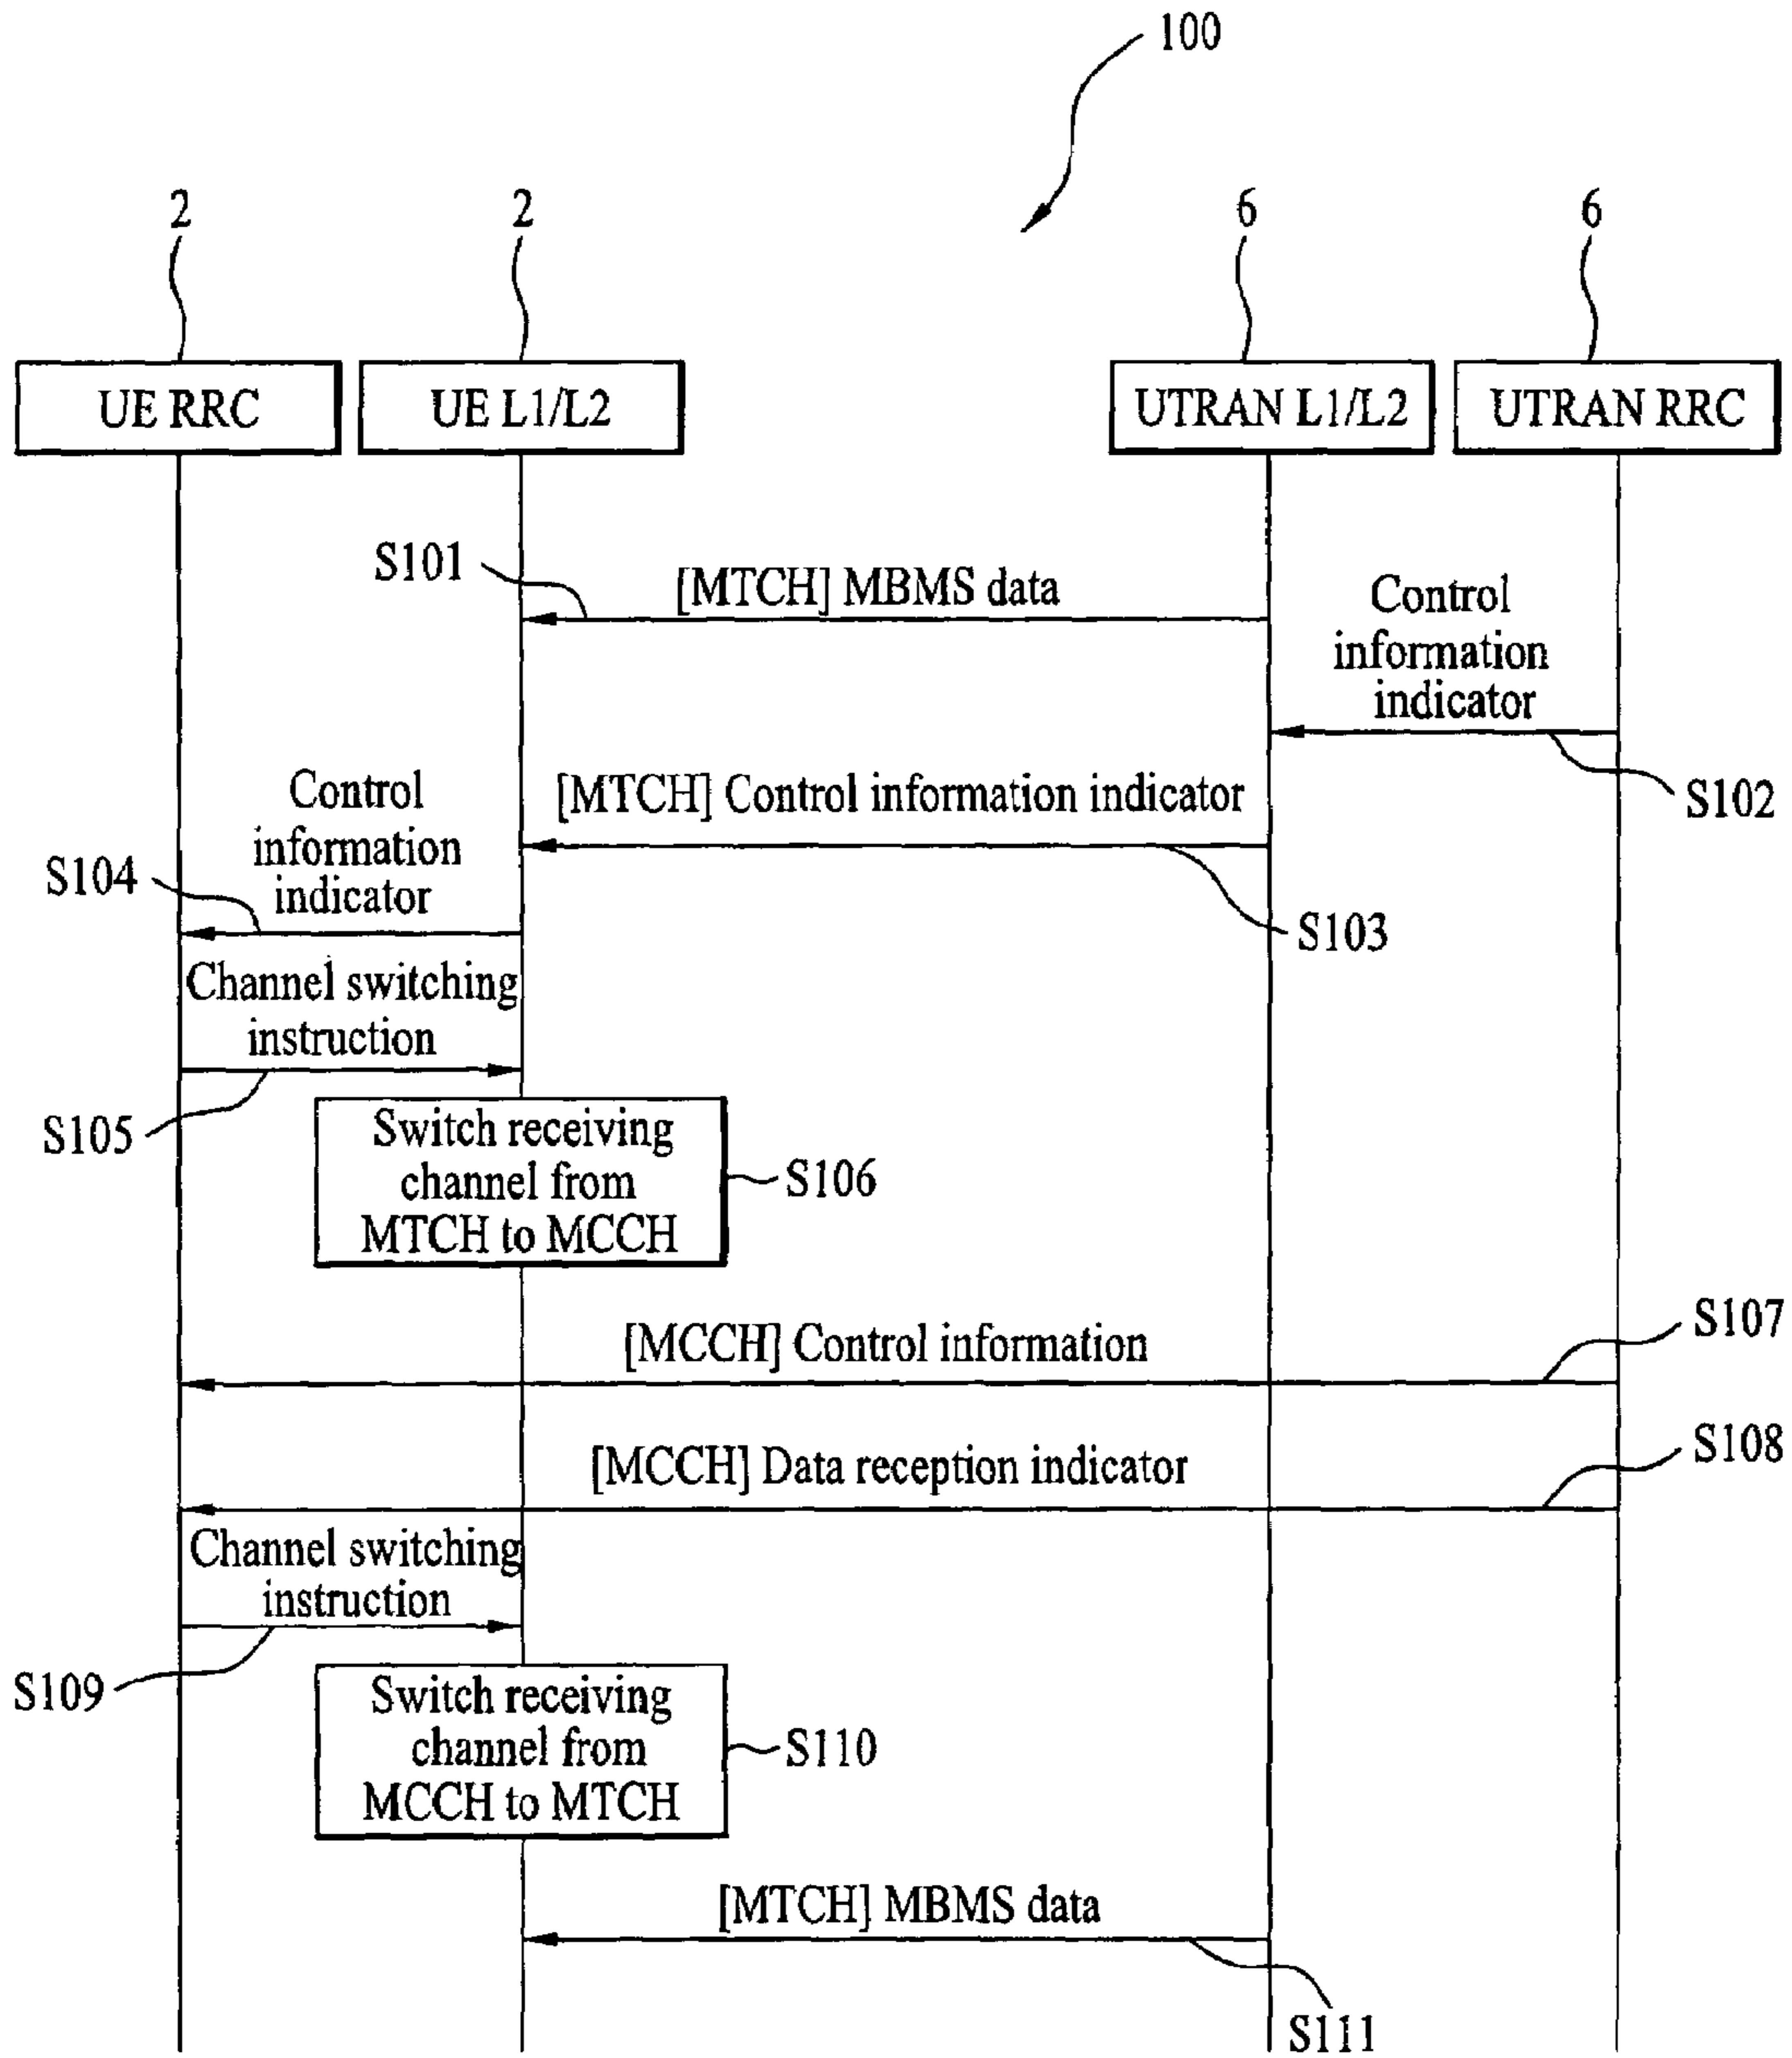 100
2
2
6
6
UE RRC
UE L1/L2
UTRAN L1/L2
UTRAN RRC
S101
[MTCH] MBMS data
Control
information
indicator
S102
[MTCH] Control information indicator
S103
Control
information
indicator
S104
Channel switching
instruction
S105
Switch receiving
channel from
MTCH to MCCH
S106
[MCCH] Control information
S107
[MCCH] Data reception indicator
S108
Channel switching
instruction
S109
Switch receiving
channel from
MCCH to MTCH
S110
[MTCH] MBMS data
S111